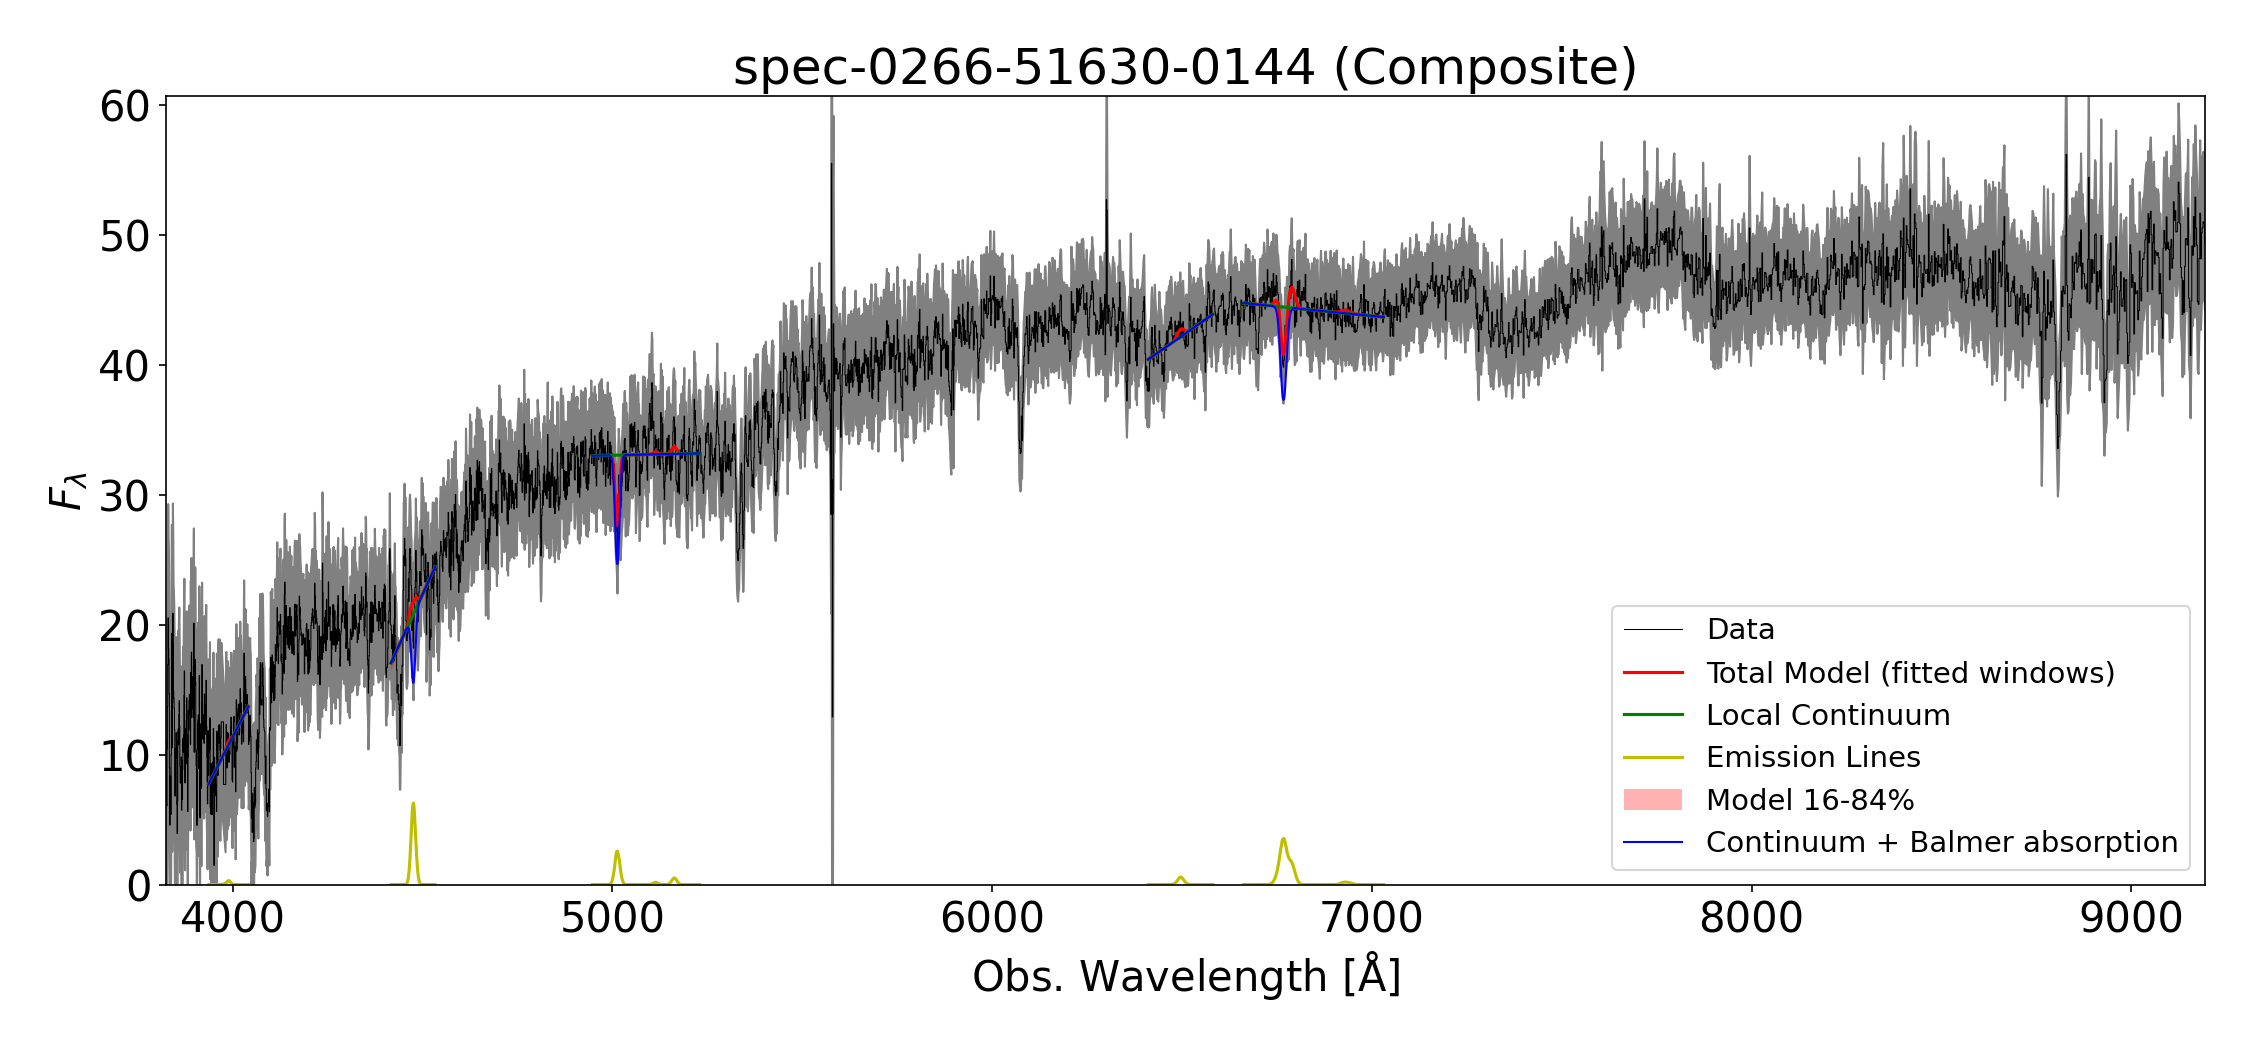 spec-0266-51630-0144 (Composite)
60
50
40
30
20
10
0
Fλ
4000 5000 6000 7000 8000 9000
Obs. Wavelength [Å]
Data
Total Model (fitted windows)
Local Continuum
Emission Lines
Model 16-84%
Continuum + Balmer absorption